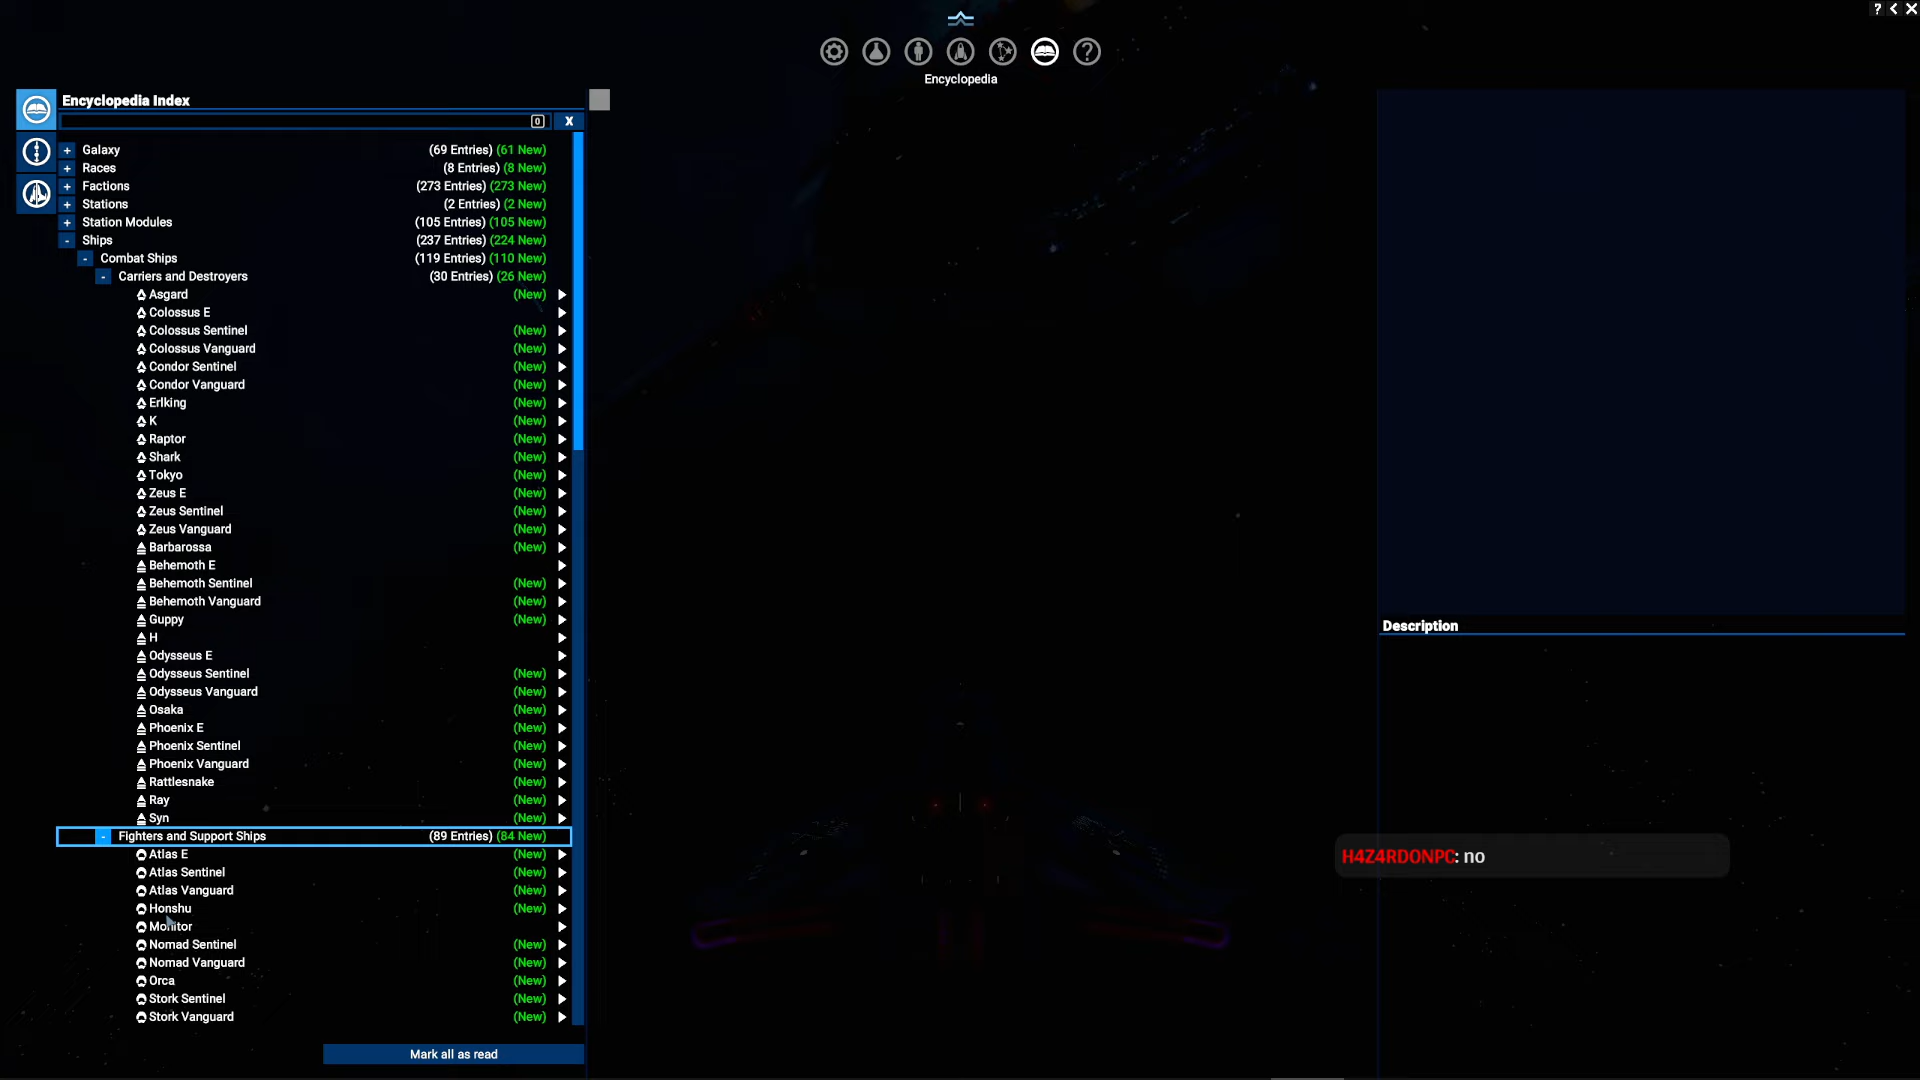 ? < X
Encyclopedia
Encyclopedia Index
0 X
+ Galaxy (69 Entries) (61 New)
+ Races (8 Entries) (8 New)
+ Factions (273 Entries) (273 New)
+ Stations (2 Entries) (2 New)
+ Station Modules (105 Entries) (105 New)
- Ships (237 Entries) (224 New)
- Combat Ships (119 Entries) (110 New)
- Carriers and Destroyers (30 Entries) (26 New)
Asgard (New)
Colossus E
Colossus Sentinel (New)
Colossus Vanguard (New)
Condor Sentinel (New)
Condor Vanguard (New)
Erlking (New)
K (New)
Raptor (New)
Shark (New)
Tokyo (New)
Zeus E (New)
Zeus Sentinel (New)
Zeus Vanguard (New)
Barbarossa (New)
Behemoth E
Behemoth Sentinel (New)
Behemoth Vanguard (New)
Guppy (New)
H
Odysseus E
Odysseus Sentinel (New)
Odysseus Vanguard (New)
Osaka (New)
Phoenix E (New)
Phoenix Sentinel (New)
Phoenix Vanguard (New)
Rattlesnake (New)
Ray (New)
Syn (New)
- Fighters and Support Ships (89 Entries) (84 New)
Atlas E (New)
Atlas Sentinel (New)
Atlas Vanguard (New)
Honshu (New)
Monitor
Nomad Sentinel (New)
Nomad Vanguard (New)
Orca (New)
Stork Sentinel (New)
Stork Vanguard (New)
Mark all as read
Description
H4Z4RDONPC: no